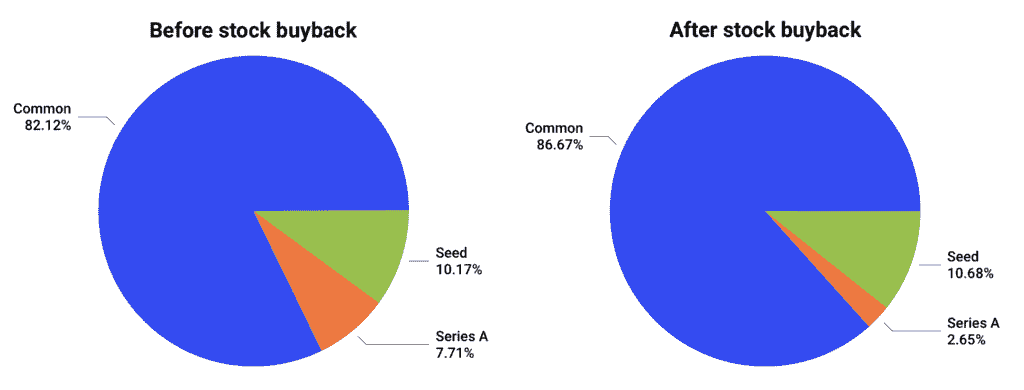 Before stock buyback
Common
82.12%
Seed
10.17%
Series A
7.71%
After stock buyback
Common
86.67%
Seed
10.68%
Series A
2.65%